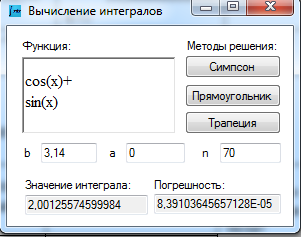 Вычисление интегралов
Функция:
cos(x)+
sin(x)
Методы решения:
Симпсон
Прямоугольник
Трапеция
b 3,14 a 0 n 70
Значение интеграла: Погрешность:
2,00125574599984 8,39103645657128E-05